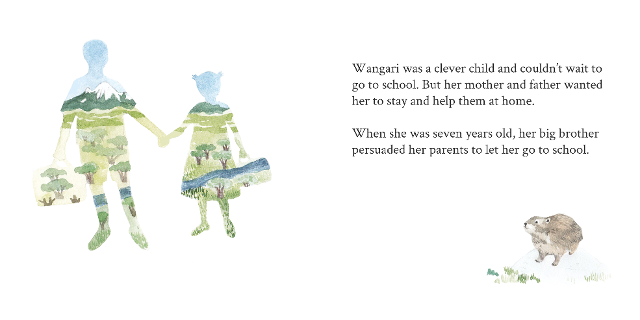 Wangari was a clever child and couldn’t wait to
go to school. But her mother and father wanted
her to stay and help them at home.
When she was seven years old, her big brother
persuaded her parents to let her go to school.